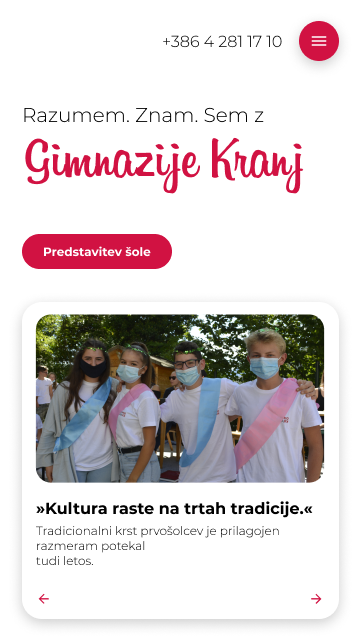 +386 4 281 17 10
Razumem. Znam. Sem z
Gimnazije Kranj
Predstavitev šole
»Kultura raste na trtah tradicije.«
Tradicionalni krst prvošolcev je prilagojen
razmeram potekal
tudi letos.